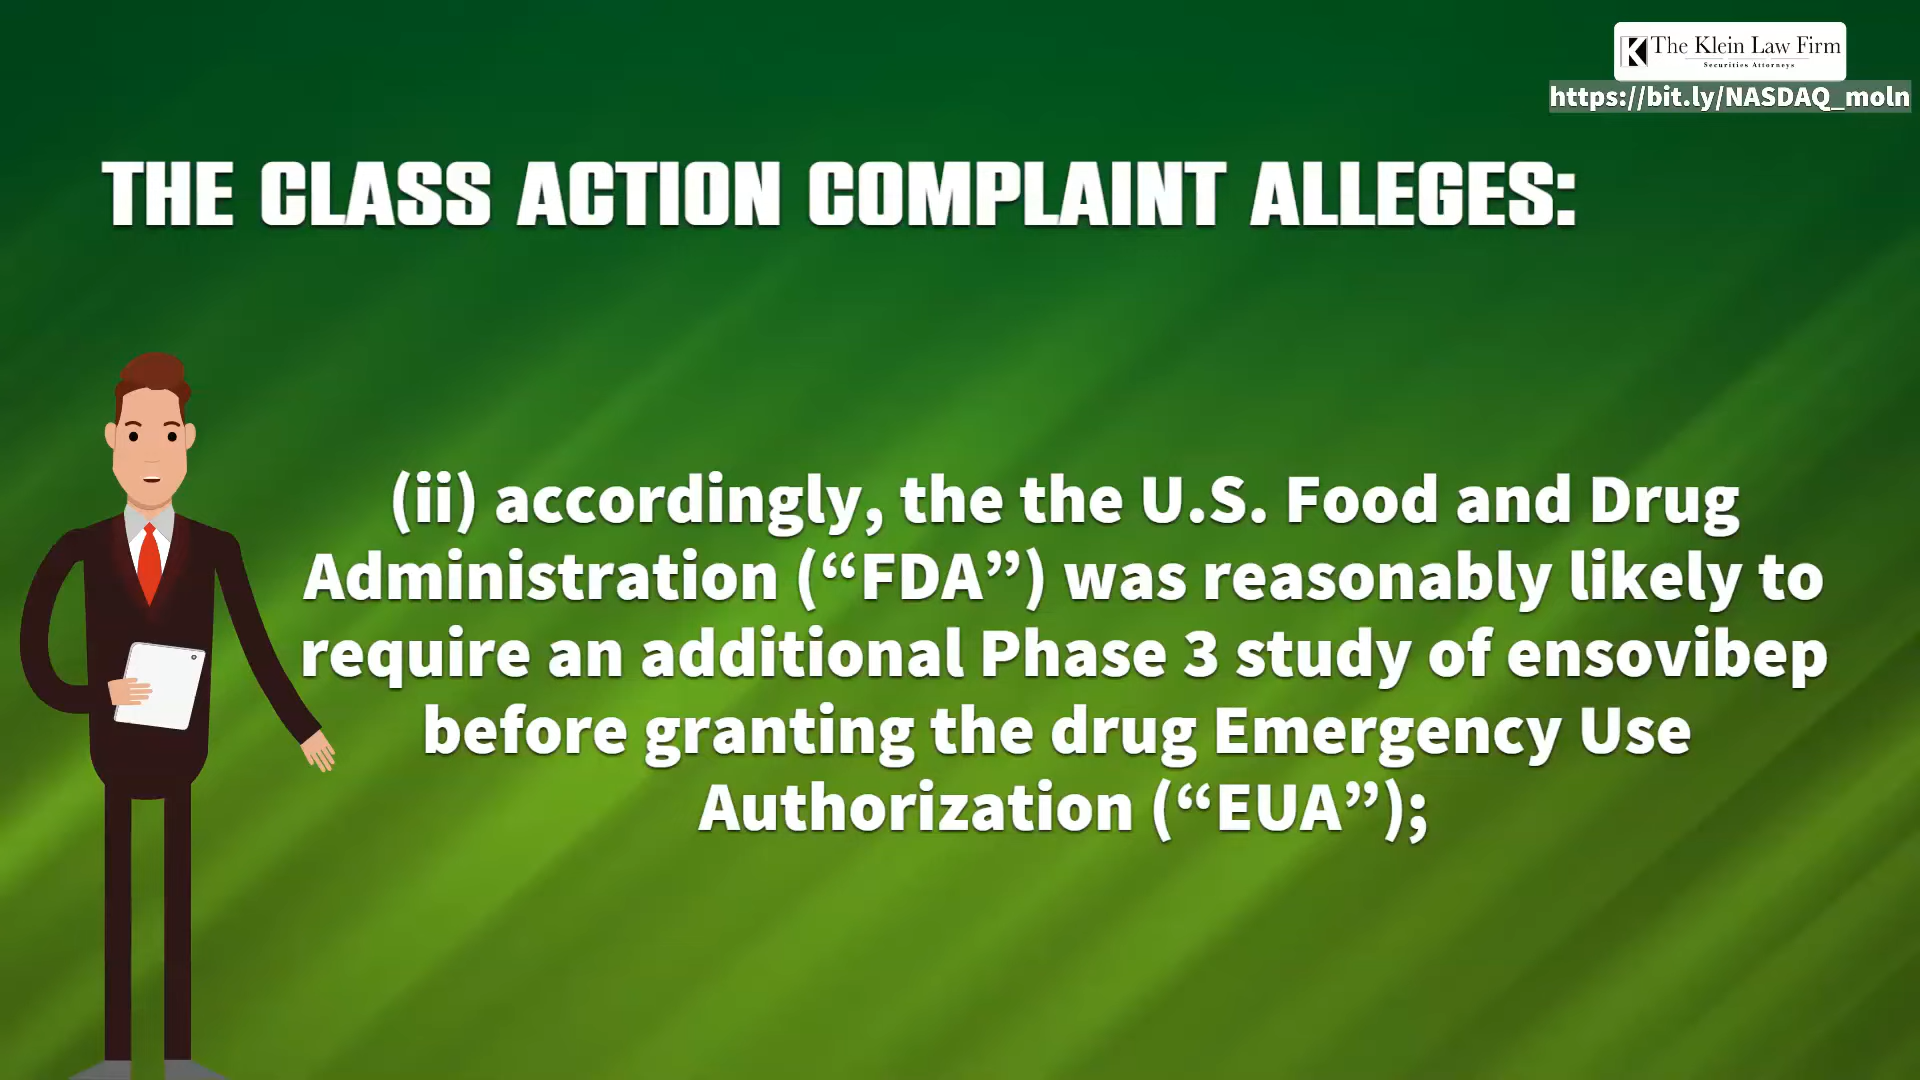 The Klein Law Firm
Securities Attorneys
https://bit.ly/NASDAQ_moln
THE CLASS ACTION COMPLAINT ALLEGES:
(ii) accordingly, the the U.S. Food and Drug
Administration (“FDA”) was reasonably likely to
require an additional Phase 3 study of ensovibep
before granting the drug Emergency Use
Authorization (“EUA”);